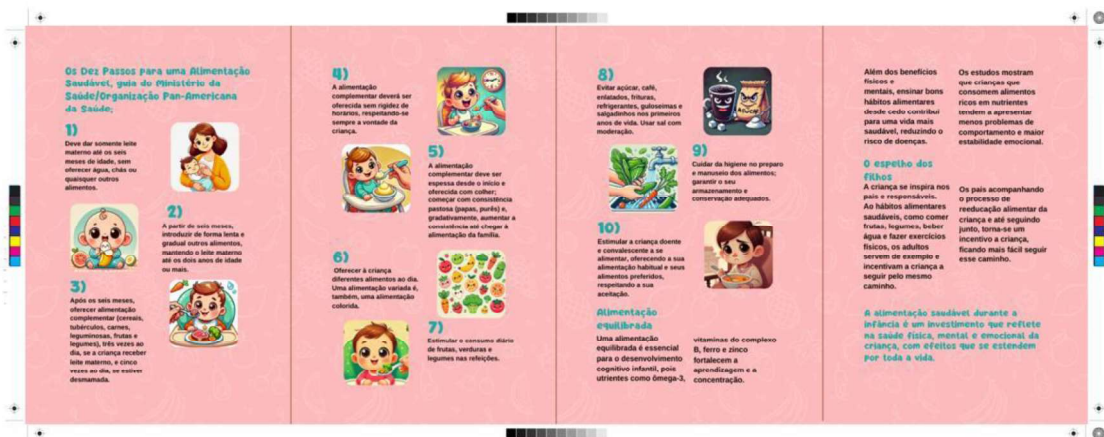 Os Dez Passos para uma Alimentação
Saudável, guia do Ministério da
Saúde/Organização Pan-Americana
da Saúde;
1)
Deve dar somente leite
materno até os seis
meses de idade, sem
oferecer água, chás ou
quaisquer outros
alimentos.
2)
A partir de seis meses,
introduzir de forma lenta e
gradual outros alimentos,
mantendo o leite materno
até os dois anos de idade
ou mais.
3)
Após os seis meses,
oferecer alimentação
complementar (cereais,
tubérculos, carnes,
leguminosas, frutas e
legumes), três vezes ao
dia, se a criança receber
leite materno, e cinco
vezes ao dia, se estiver
desmamada.
4)
A alimentação
complementar deverá ser
oferecida sem rigidez de
horários, respeitando-se
sempre a vontade da
criança.
5)
A alimentação
complementar deve ser
espessa desde o início e
oferecida com colher;
começar com consistência
pastosa (papas, purês) e,
gradativamente, aumentar a
consistência até chegar à
alimentação da família.
6)
Oferecer à criança
diferentes alimentos ao dia.
Uma alimentação variada é,
também, uma alimentação
colorida.
7)
Estimular o consumo diário
de frutas, verduras e
legumes nas refeições.
8)
Evitar açúcar, café,
enlatados, frituras,
refrigerantes, guloseimas e
salgadinhos nos primeiros
anos de vida. Usar sal com
moderação.
9)
Cuidar da higiene no preparo
e manuseio dos alimentos;
garantir o seu
armazenamento e
conservação adequados.
10)
Estimular a criança doente
e convalescente a se
alimentar, oferecendo a sua
alimentação habitual e seus
alimentos preferidos,
respeitando a sua
aceitação.
Alimentação
equilibrada
Uma alimentação
equilibrada é essencial
para o desenvolvimento
cognitivo infantil, pois
utrientes como ômega-3,
vitaminas do complexo
B, ferro e zinco
fortalecem a
aprendizagem e a
concentração.
Além dos benefícios
físicos e
mentais, ensinar bons
hábitos alimentares
desde cedo contribui
para uma vida mais
saudável, reduzindo o
risco de doenças.
Os estudos mostram
que crianças que
consomem alimentos
ricos em nutrientes
tendem a apresentar
menos problemas de
comportamento e maior
estabilidade emocional.
O espelho dos
filhos
A criança se inspira nos
pais e responsáveis.
Ao hábitos alimentares
saudáveis, como comer
frutas, legumes, beber
água e fazer exercícios
físicos, os adultos
servem de exemplo e
incentivam a criança a
seguir pelo mesmo
caminho.
Os pais acompanhando
o processo de
reeducação alimentar da
criança e até seguindo
junto, torna-se um
incentivo a criança,
ficando mais fácil seguir
esse caminho.
A alimentação saudável durante a
infância é um investimento que reflete
na saúde física, mental e emocional da
criança, com efeitos que se estendem
por toda a vida.